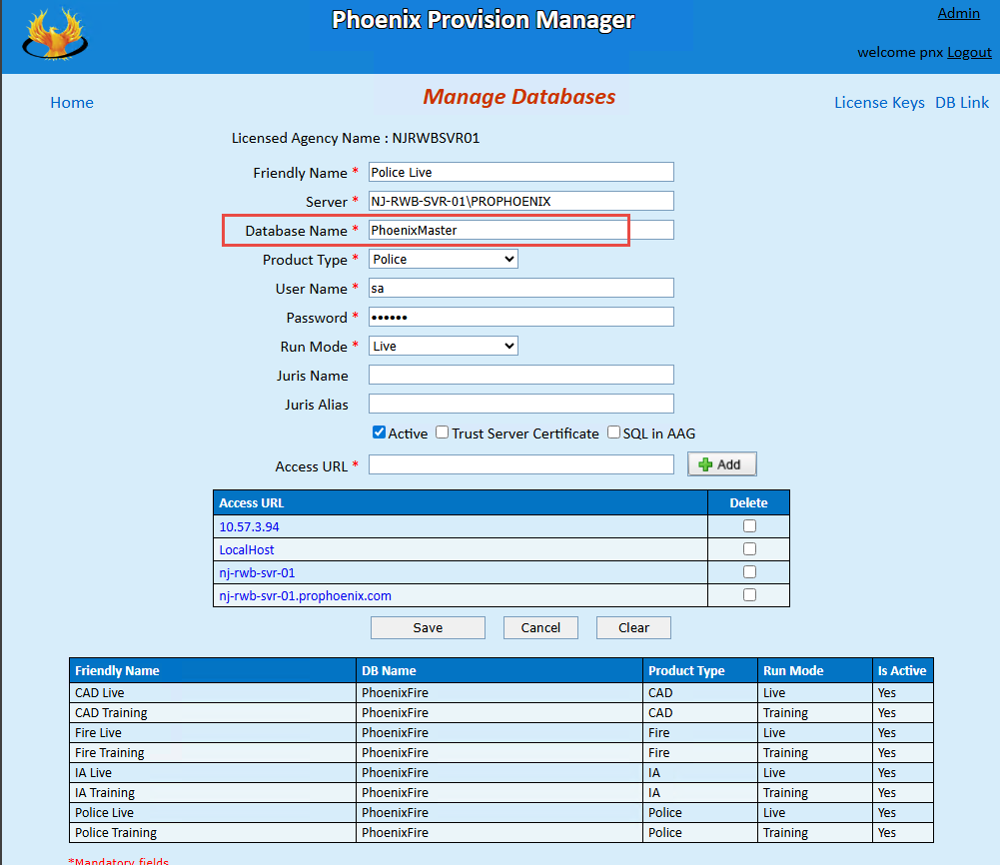 Phoenix Provision Manager
Admin
welcome pnx Logout
Home
Manage Databases
License Keys DB Link
Licensed Agency Name : NJRWBSVR01
Friendly Name * Police Live
Server * NJ-RWB-SVR-01\PROPHOENIX
Database Name * PhoenixMaster
Product Type * Police
User Name * sa
Password * ••••••
Run Mode * Live
Juris Name
Juris Alias
Active Trust Server Certificate SQL in AAG
Access URL * Add
Access URL Delete
10.57.3.94
LocalHost
nj-rwb-svr-01
nj-rwb-svr-01.prophoenix.com
Save Cancel Clear
Friendly Name DB Name Product Type Run Mode Is Active
CAD Live PhoenixFire CAD Live Yes
CAD Training PhoenixFire CAD Training Yes
Fire Live PhoenixFire Fire Live Yes
Fire Training PhoenixFire Fire Training Yes
IA Live PhoenixFire IA Live Yes
IA Training PhoenixFire IA Training Yes
Police Live PhoenixFire Police Live Yes
Police Training PhoenixFire Police Training Yes
*Mandatory fields